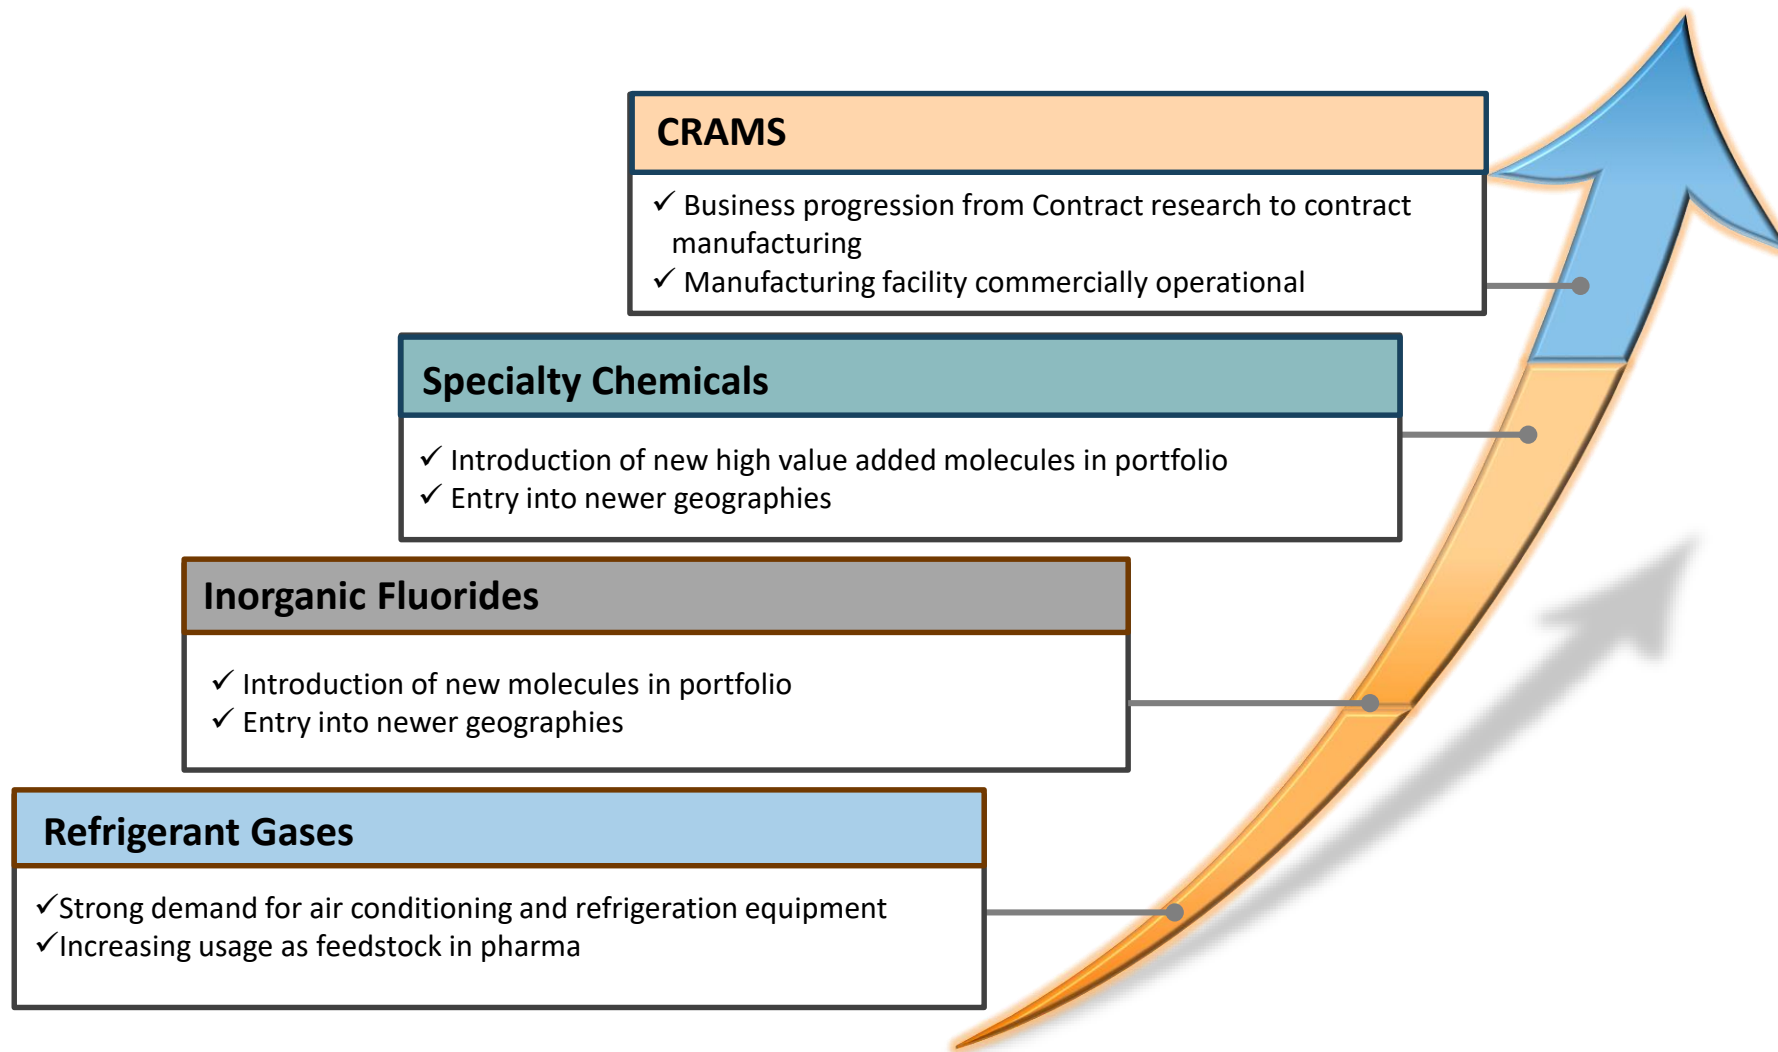 CRAMS
✓ Business progression from Contract research to contract
manufacturing
✓ Manufacturing facility commercially operational
Specialty Chemicals
✓ Introduction of new high value added molecules in portfolio
✓ Entry into newer geographies
Inorganic Fluorides
✓ Introduction of new molecules in portfolio
✓ Entry into newer geographies
Refrigerant Gases
✓Strong demand for air conditioning and refrigeration equipment
✓Increasing usage as feedstock in pharma